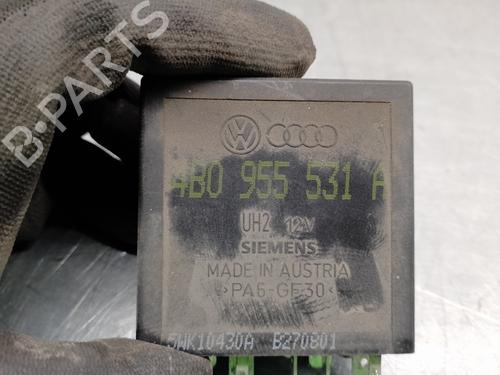 B-PARTS
4B0 955 531 A
UH2 12V
SIEMENS
MADE IN AUSTRIA
>PA6-GF30<
5WK10430A B270801